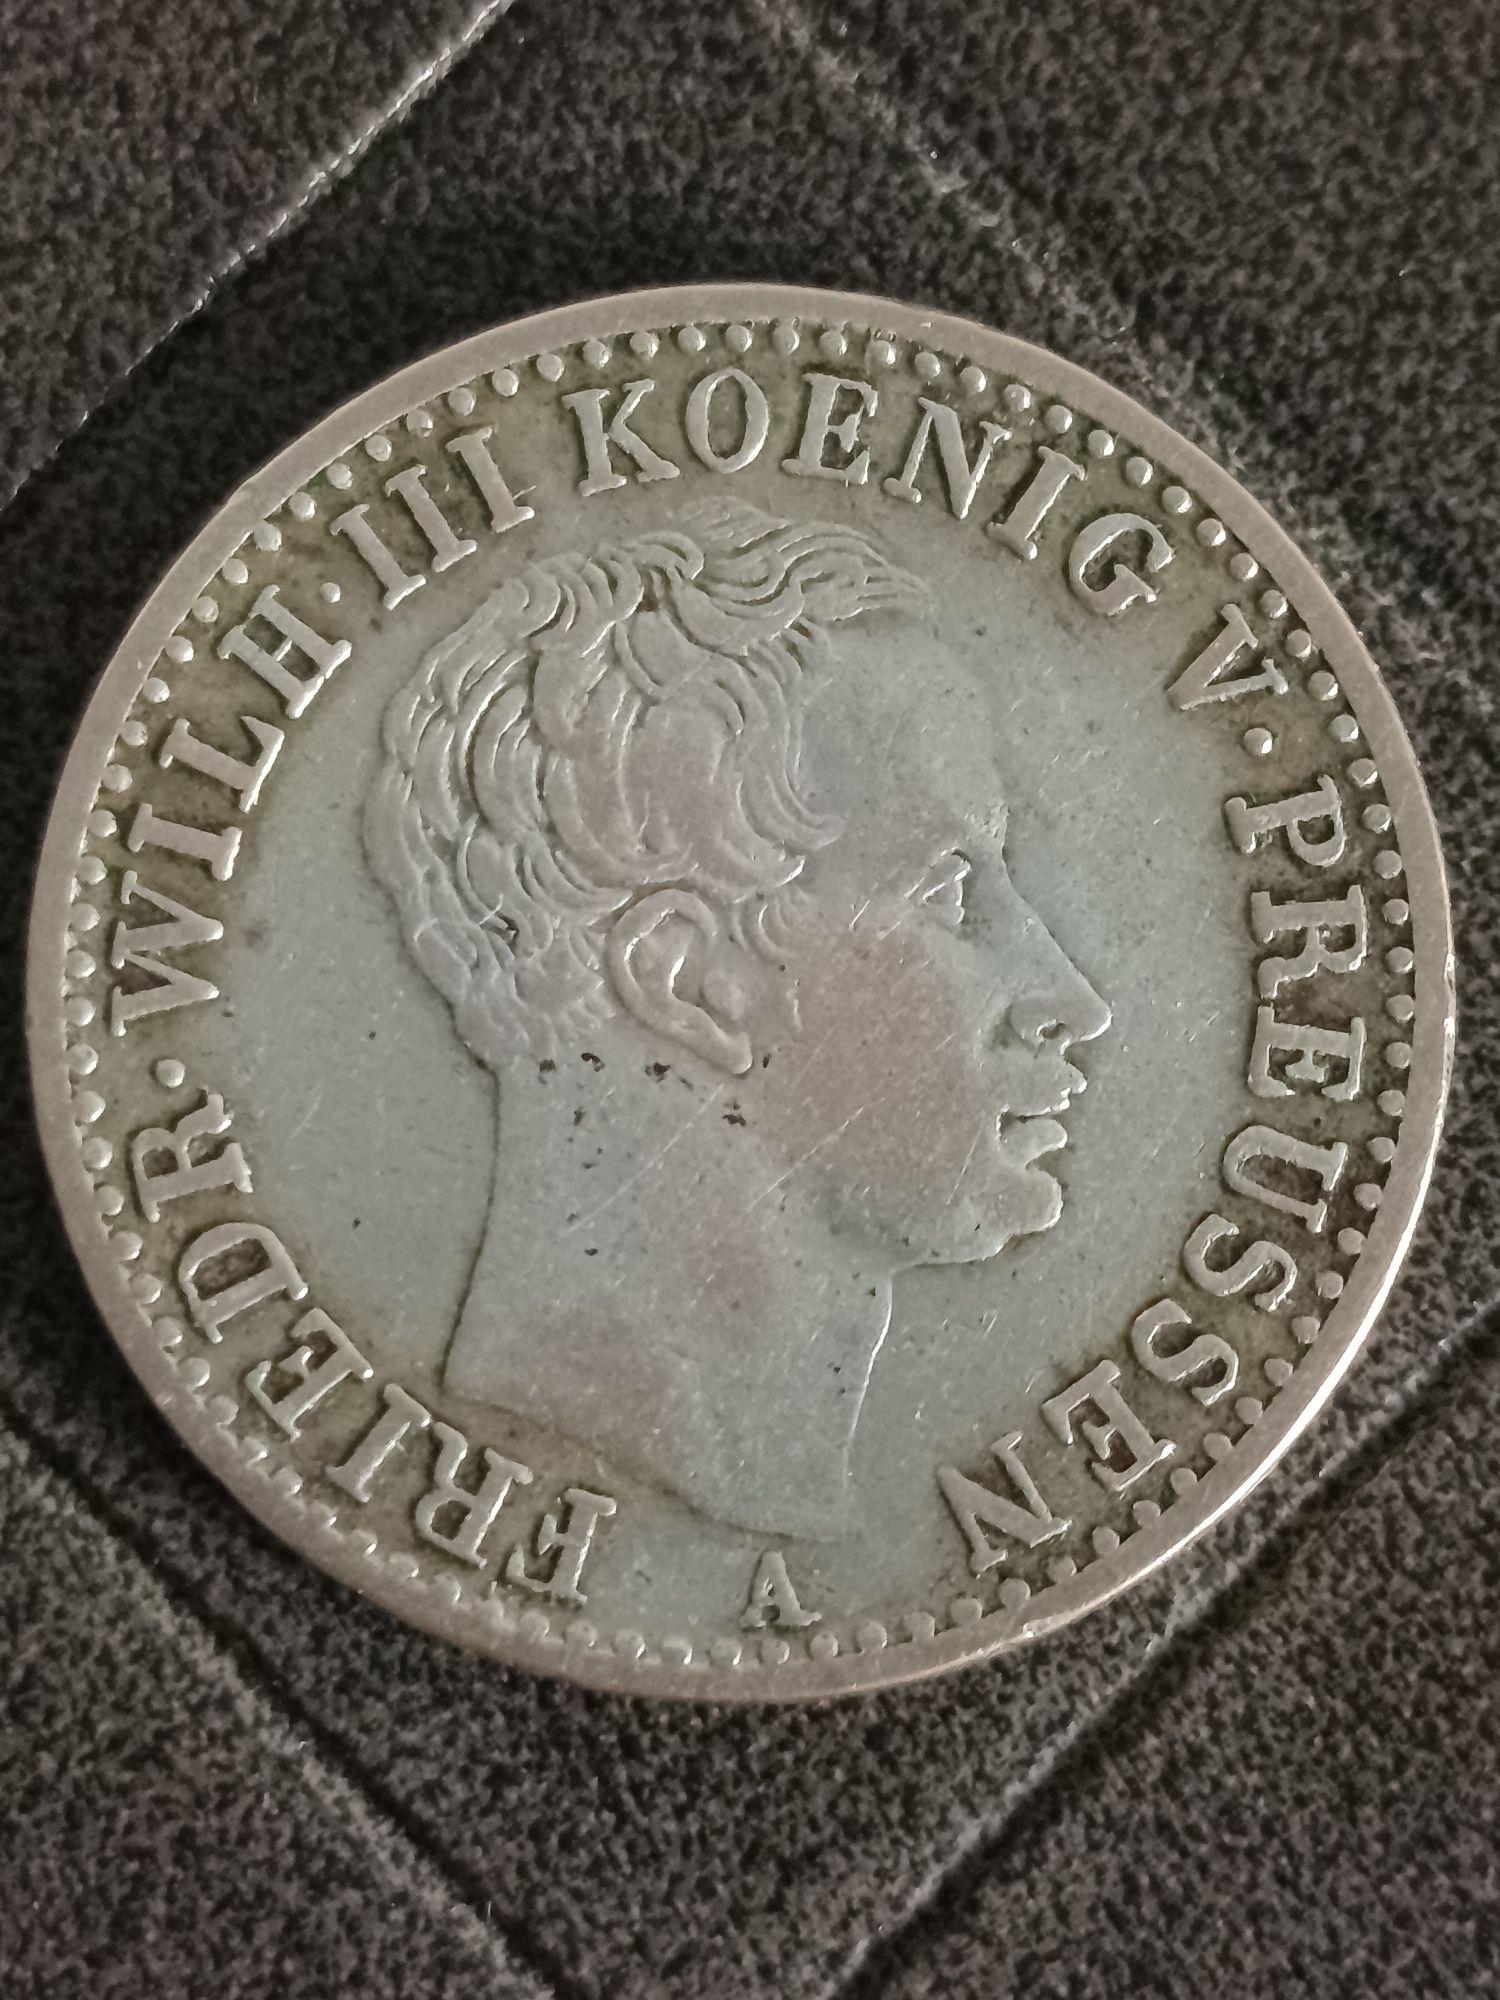 FRIEDR. WILH. III KOENIG V. PREUSSEN
A